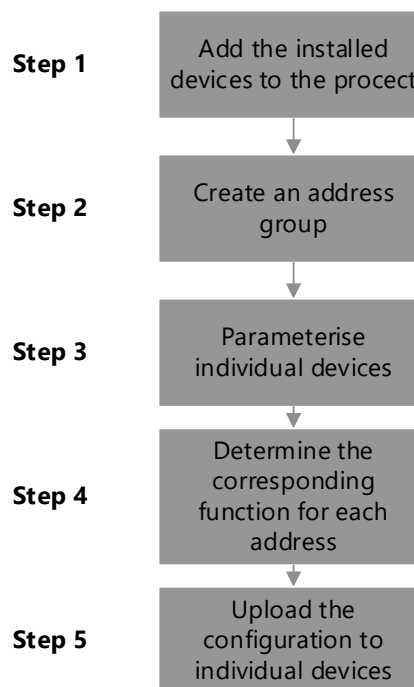 Step 1
Add the installed
devices to the procect
Step 2
Create an address
group
Step 3
Parameterise
individual devices
Step 4
Determine the
corresponding
function for each
address
Step 5
Upload the
configuration to
individual devices